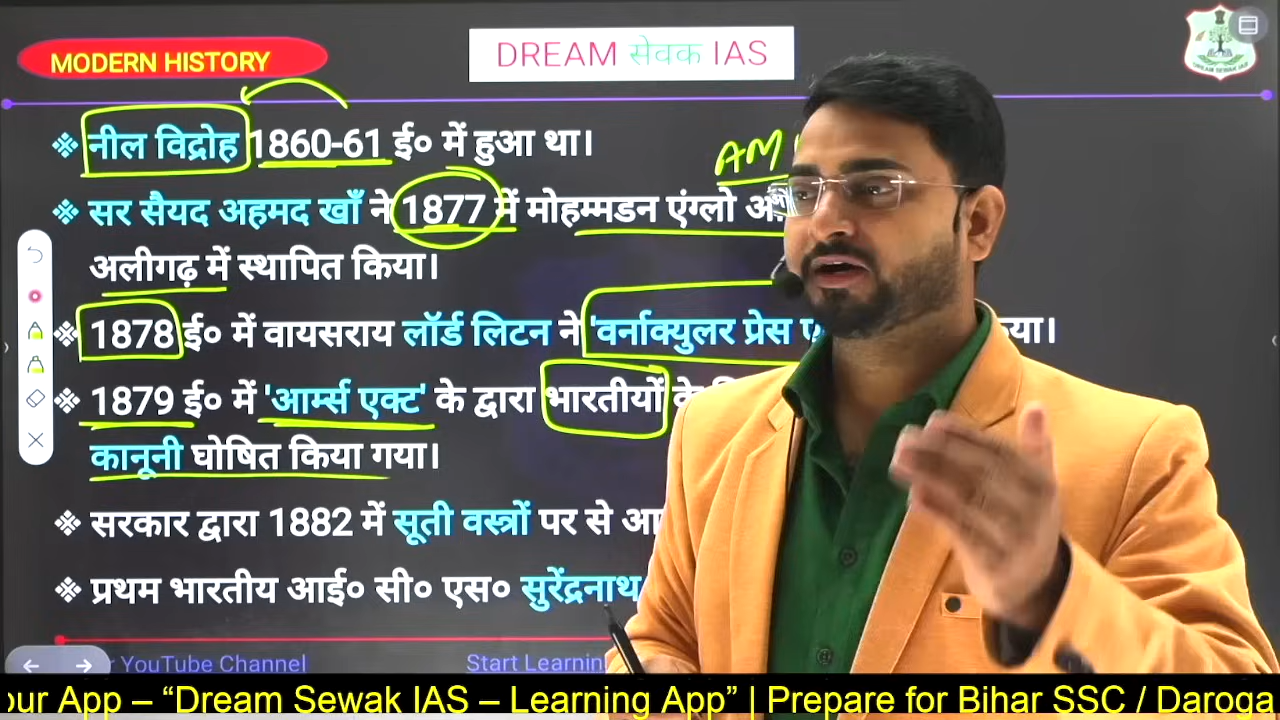 MODERN HISTORY
DREAM सेवक IAS
❖ नील विद्रोह 1860-61 ई० में हुआ था।
AM
❖ सर सैयद अहमद खाँ ने 1877 में मोहम्मडन एंग्लो
अलीगढ़ में स्थापित किया।
❖ 1878 ई० में वायसराय लॉर्ड लिटन ने 'वर्नाक्युलर प्रेस
❖ 1879 ई० में 'आर्म्स एक्ट' के द्वारा भारतीयों
कानूनी घोषित किया गया।
❖ सरकार द्वारा 1882 में सूती वस्त्रों पर से
❖ प्रथम भारतीय आई० सी० एस० सुरेंद्रनाथ
YouTube Channel
Start Learning
App – “Dream Sewak IAS – Learning App” | Prepare for Bihar SSC / Daroga